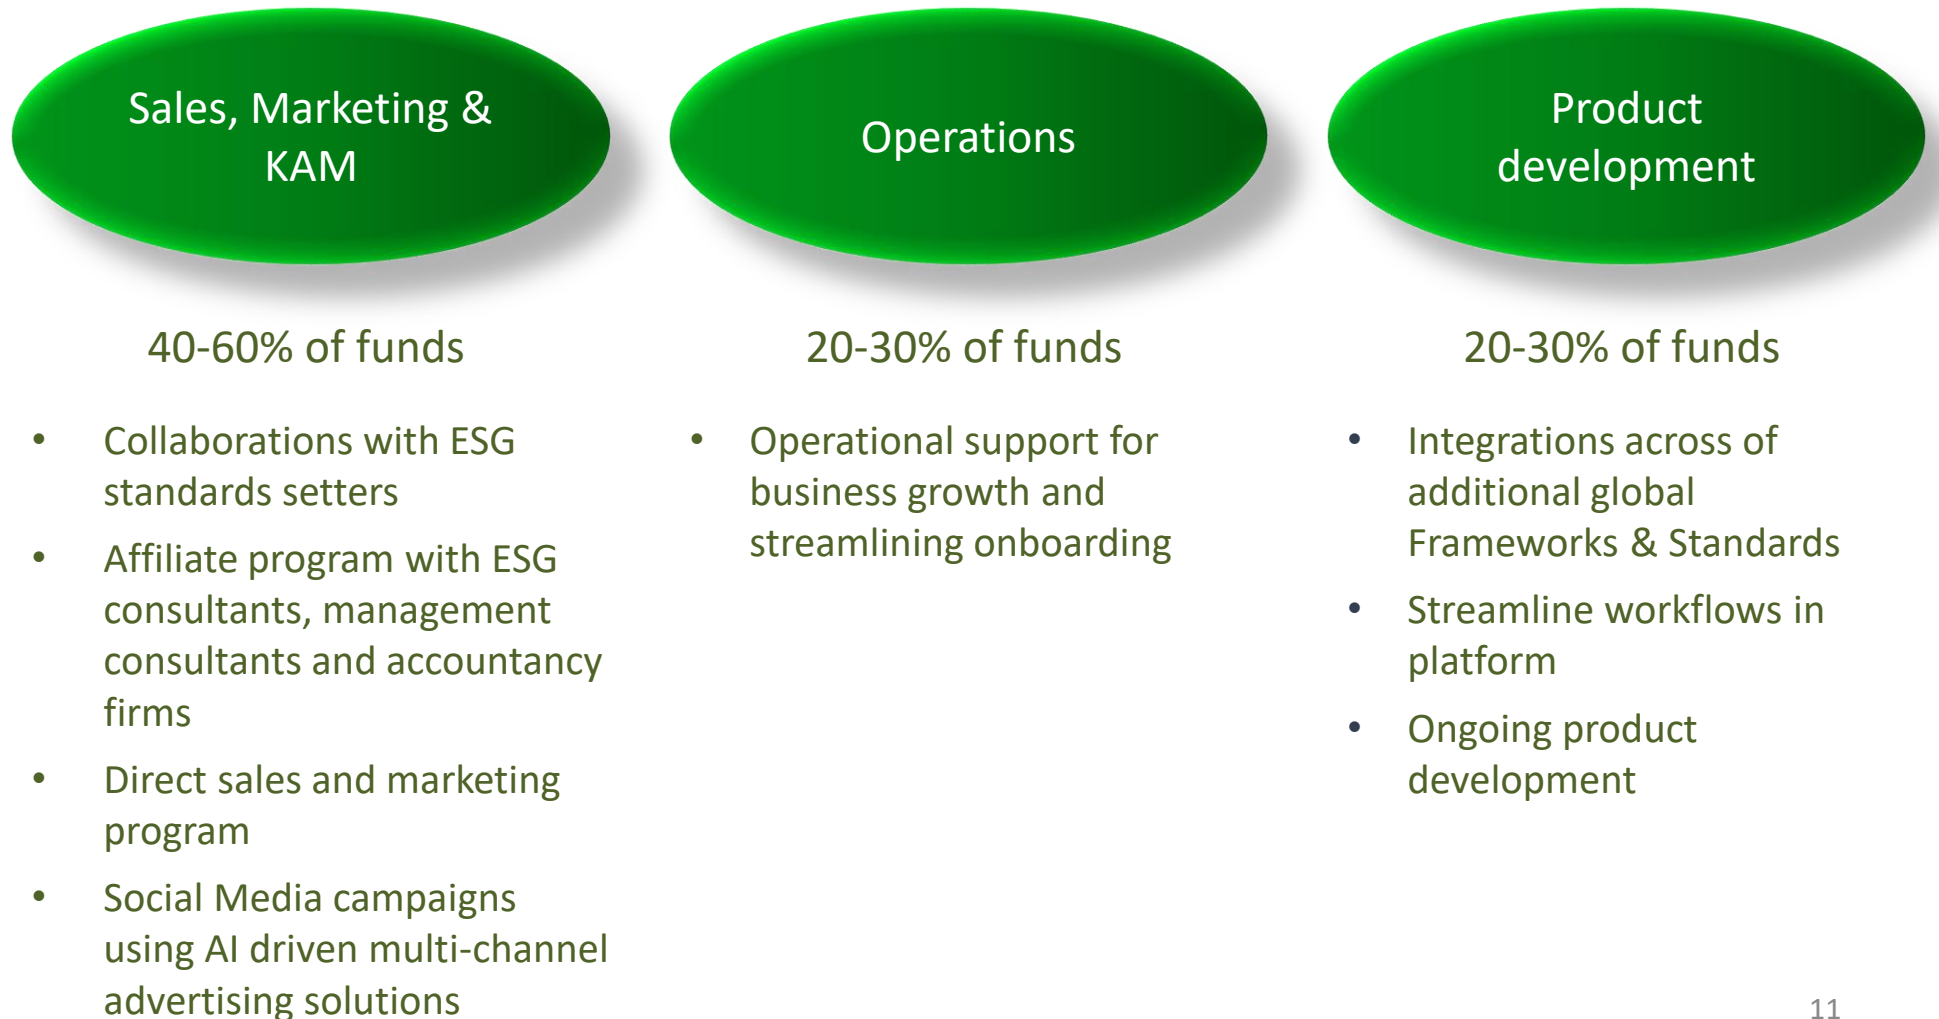 Sales, Marketing &
KAM
40-60% of funds
• Collaborations with ESG
standards setters
• Affiliate program with ESG
consultants, management
consultants and accountancy
firms
• Direct sales and marketing
program
• Social Media campaigns
using AI driven multi-channel
advertising solutions
Operations
20-30% of funds
• Operational support for
business growth and
streamlining onboarding
Product
development
20-30% of funds
• Integrations across of
additional global
Frameworks & Standards
• Streamline workflows in
platform
• Ongoing product
development
11